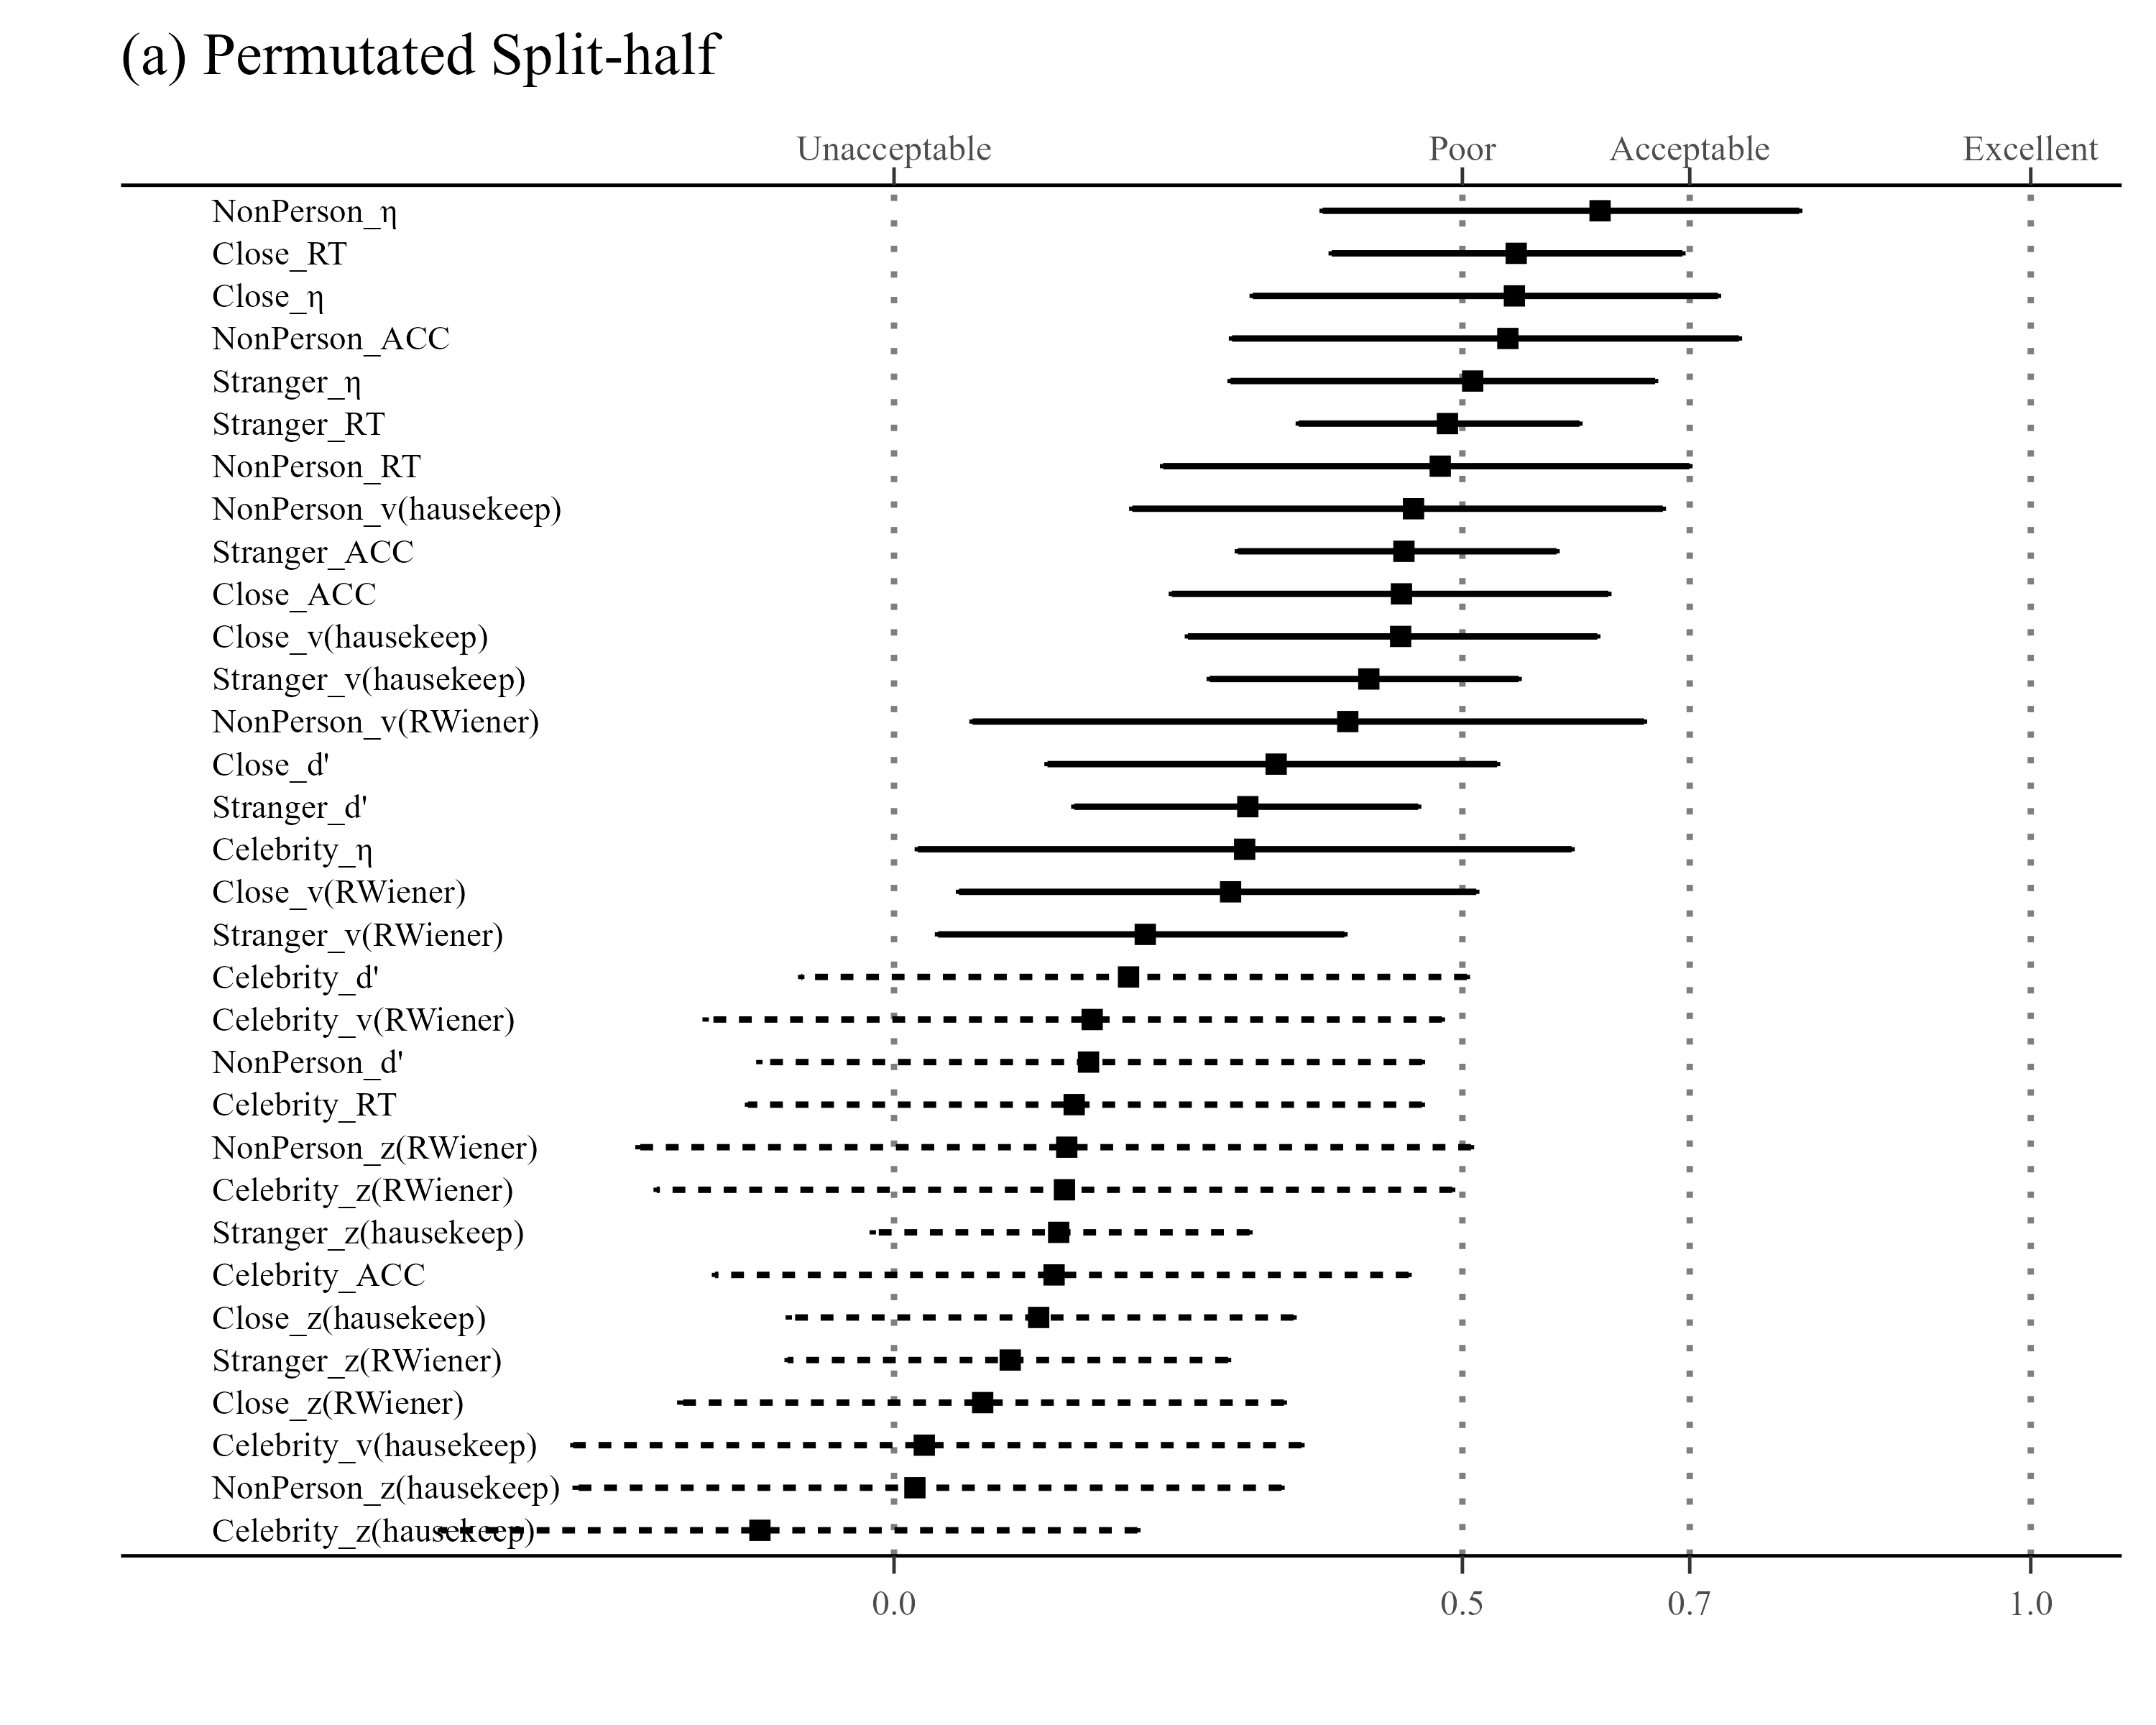 (a) Permutated Split-half
Unacceptable Poor Acceptable Excellent
NonPerson_η
Close_RT
Close_η
NonPerson_ACC
Stranger_η
Stranger_RT
NonPerson_RT
NonPerson_v(hausekeep)
Stranger_ACC
Close_ACC
Close_v(hausekeep)
Stranger_v(hausekeep)
NonPerson_v(RWiener)
Close_d'
Stranger_d'
Celebrity_η
Close_v(RWiener)
Stranger_v(RWiener)
Celebrity_d'
Celebrity_v(RWiener)
NonPerson_d'
Celebrity_RT
NonPerson_z(RWiener)
Celebrity_z(RWiener)
Stranger_z(hausekeep)
Celebrity_ACC
Close_z(hausekeep)
Stranger_z(RWiener)
Close_z(RWiener)
Celebrity_v(hausekeep)
NonPerson_z(hausekeep)
Celebrity_z(hausekeep)
0.0 0.5 0.7 1.0